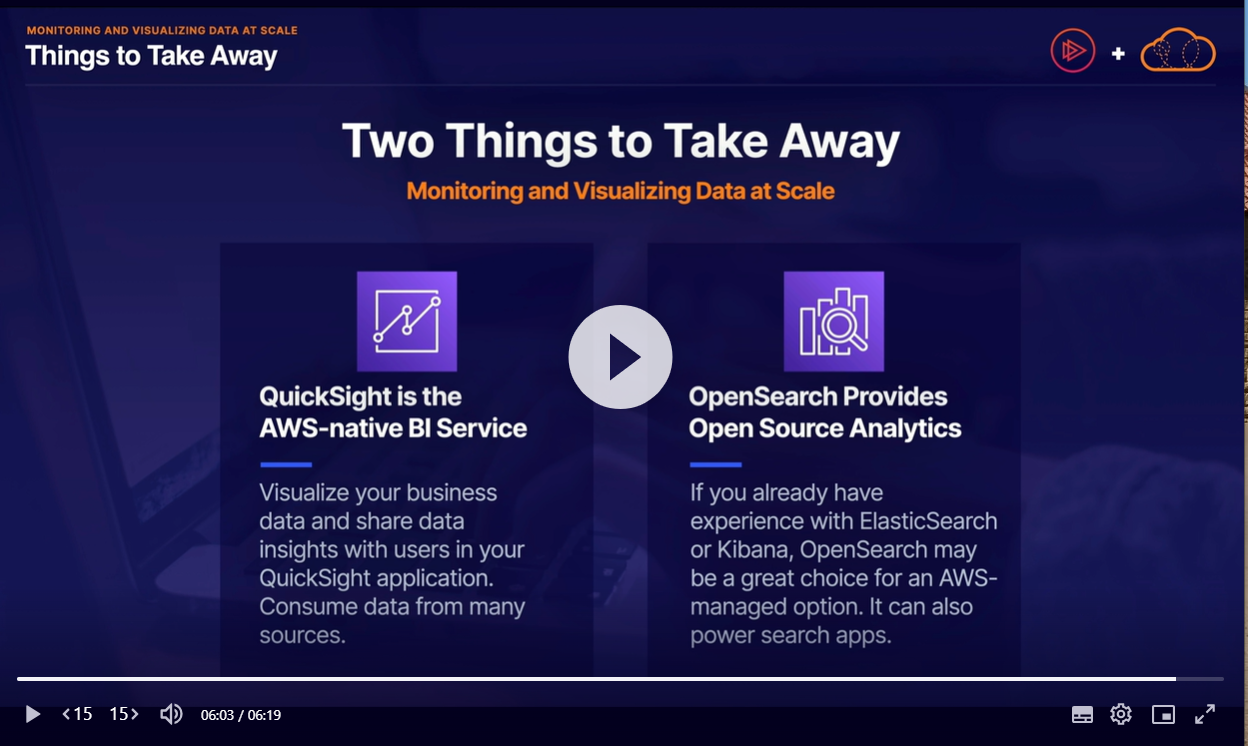 MONITORING AND VISUALIZING DATA AT SCALE
Things to Take Away
Two Things to Take Away
Monitoring and Visualizing Data at Scale
QuickSight is the
AWS-native BI Service
Visualize your business
data and share data
insights with users in your
QuickSight application.
Consume data from many
sources.
OpenSearch Provides
Open Source Analytics
If you already have
experience with ElasticSearch
or Kibana, OpenSearch may
be a great choice for an AWS-
managed option. It can also
power search apps.
<15 15> 06:03 / 06:19